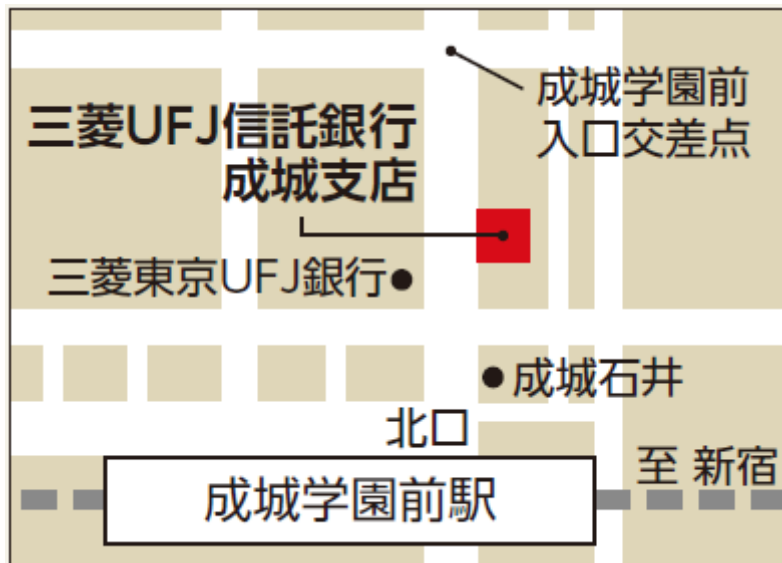 成城学園前
入口交差点
三菱UFJ信託銀行
成城支店
三菱東京UFJ銀行
成城石井
北口
至 新宿
成城学園前駅